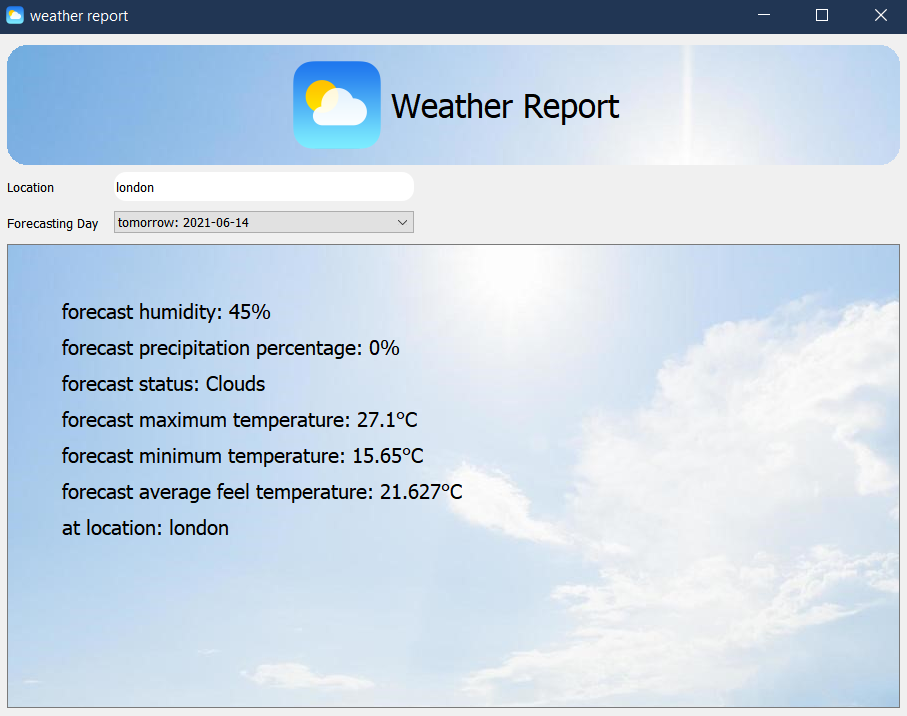 weather report
Weather Report
Location
london
Forecasting Day
tomorrow: 2021-06-14
forecast humidity: 45%
forecast precipitation percentage: 0%
forecast status: Clouds
forecast maximum temperature: 27.1°C
forecast minimum temperature: 15.65°C
forecast average feel temperature: 21.627°C
at location: london